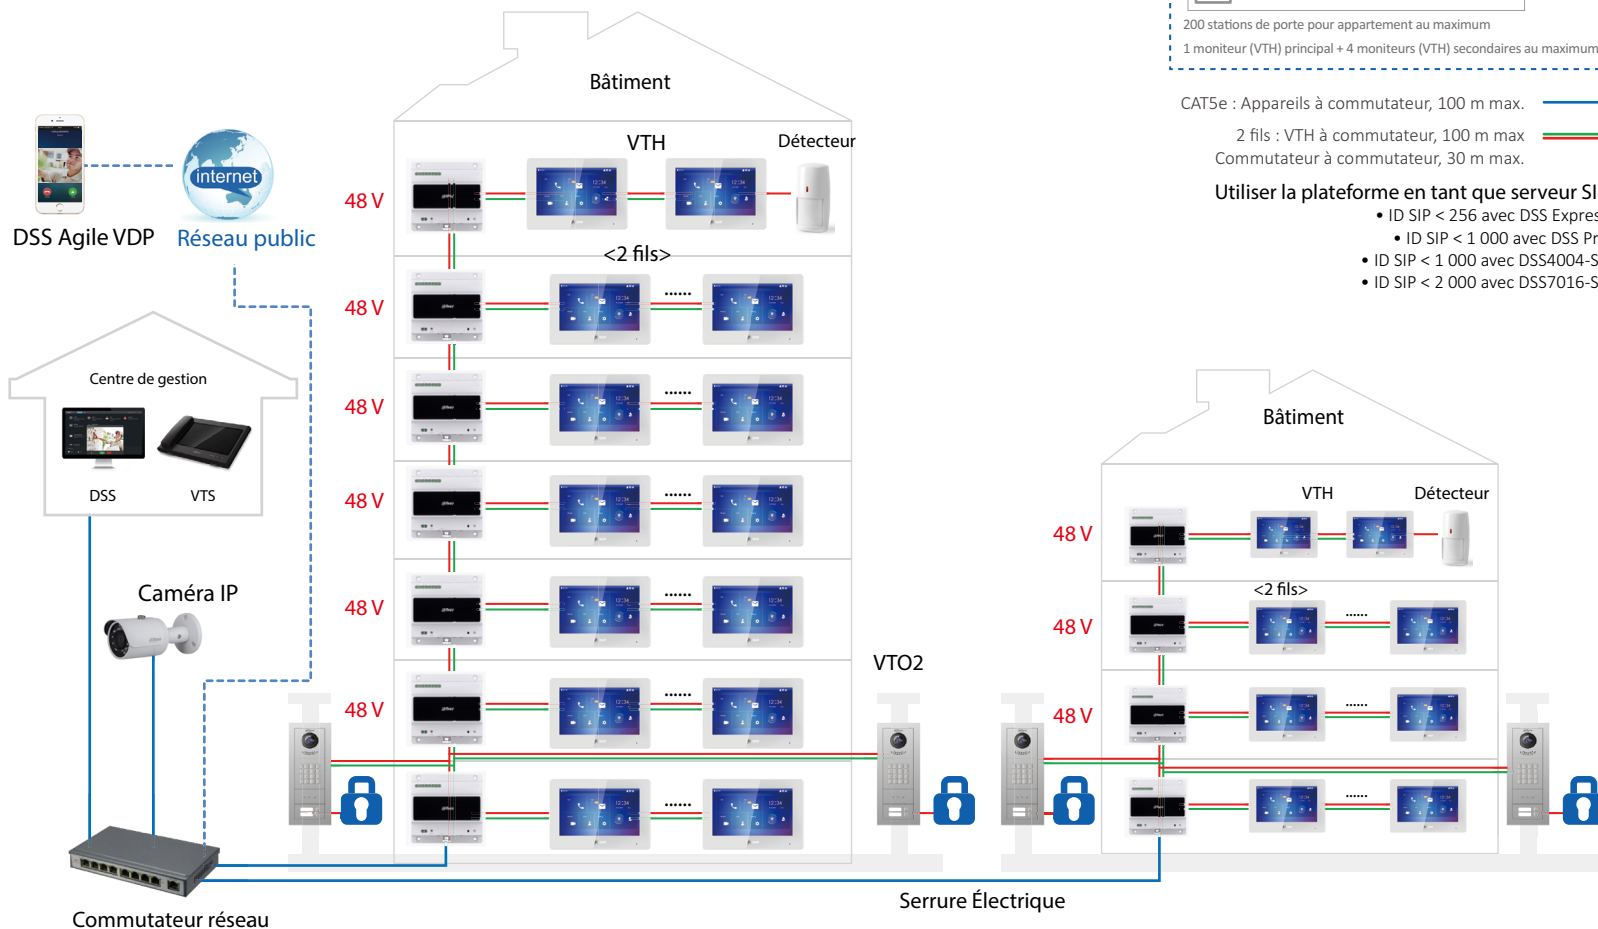 200 stations de porte pour appartement au maximum
1 moniteur (VTH) principal + 4 moniteurs (VTH) secondaires au maximum
CAT5e : Appareils à commutateur, 100 m max.
2 fils : VTH à commutateur, 100 m max
Commutateur à commutateur, 30 m max.
Utiliser la plateforme en tant que serveur SI
• ID SIP < 256 avec DSS Expres
• ID SIP < 1 000 avec DSS Pr
• ID SIP < 1 000 avec DSS4004-S
• ID SIP < 2 000 avec DSS7016-S
Bâtiment
VTH
Détecteur
48 V
<2 fils>
48 V
48 V
48 V
48 V
48 V
internet
DSS Agile VDP
Réseau public
Centre de gestion
DSS
VTS
Caméra IP
VTO2
Bâtiment
VTH
Détecteur
48 V
<2 fils>
48 V
48 V
Serrure Électrique
Commutateur réseau